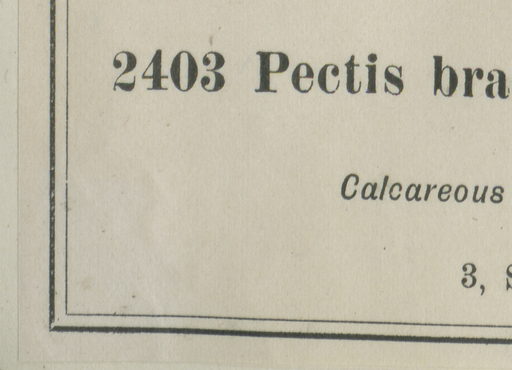 2403 Pectis bra
Calcareous
3, S